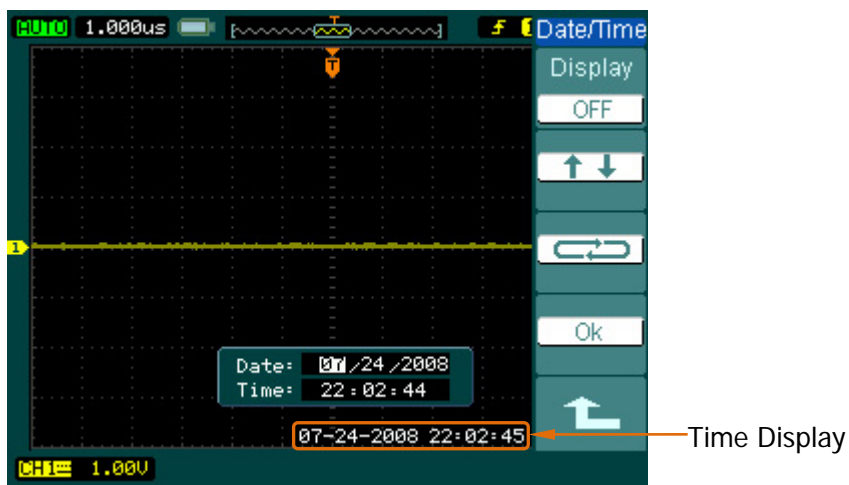 AUTO 1.000us T Date/Time
T Display
OFF
1
Ok
Date: 07/24/2008
Time: 22:02:44
07-24-2008 22:02:45
Time Display
CH1 1.00V